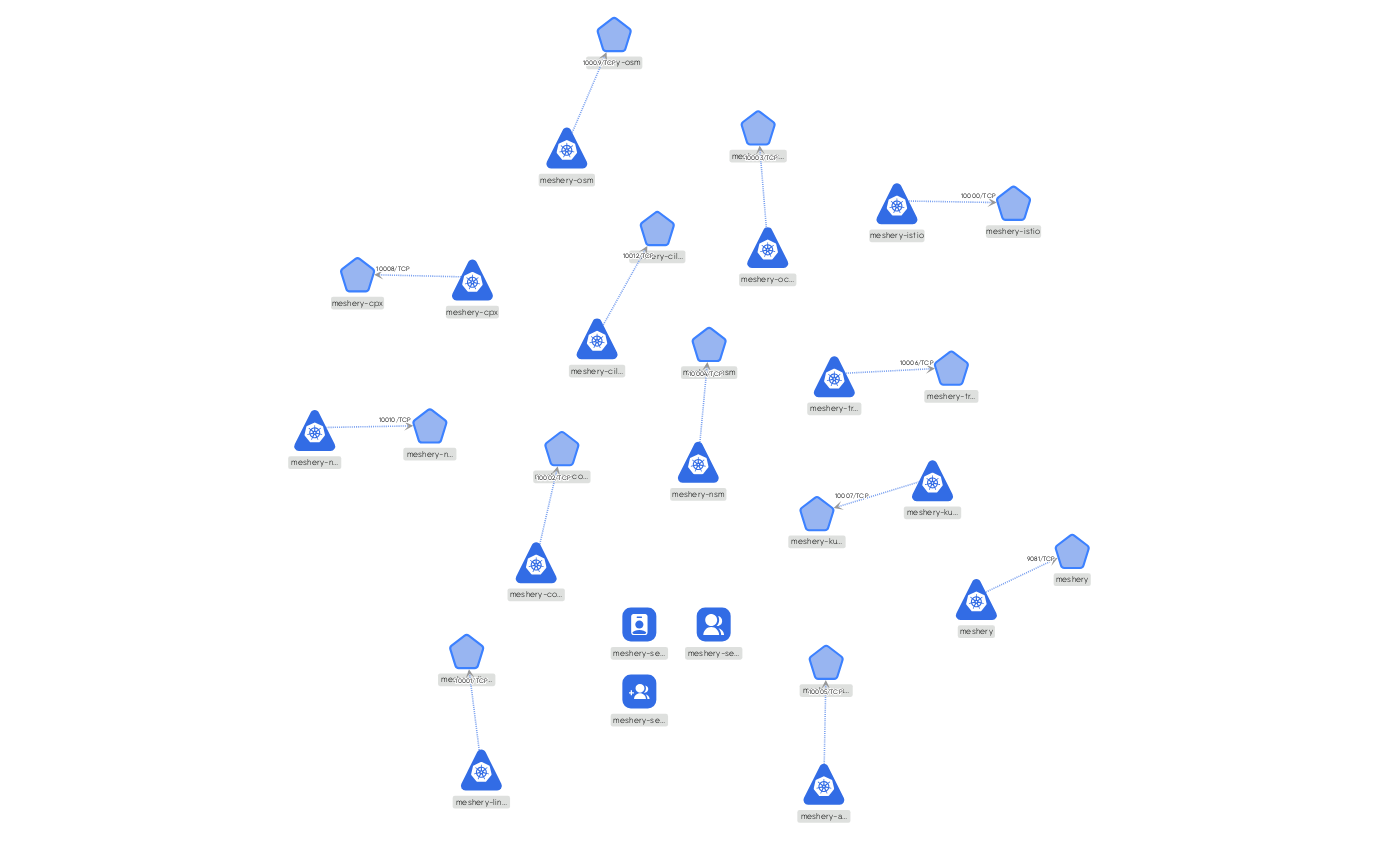 10009/TCP
y-osm
meshery-osm
10003/TCP
meshery-oc...
10000/TCP
meshery-istio
meshery-istio
10012/TCP
ery-cil...
meshery-cil...
10008/TCP
meshery-cpx
meshery-cpx
10004/TCP
sm
meshery-nsm
10006/TCP
meshery-tr...
meshery-tr...
10010/TCP
meshery-n...
meshery-n...
10002/TCP
co...
meshery-co...
10007/TCP
meshery-ku...
meshery-ku...
9081/TCP
meshery
meshery
meshery-se...
meshery-se...
meshery-se...
10001/TCP
meshery-lin...
10005/TCP
meshery-a...